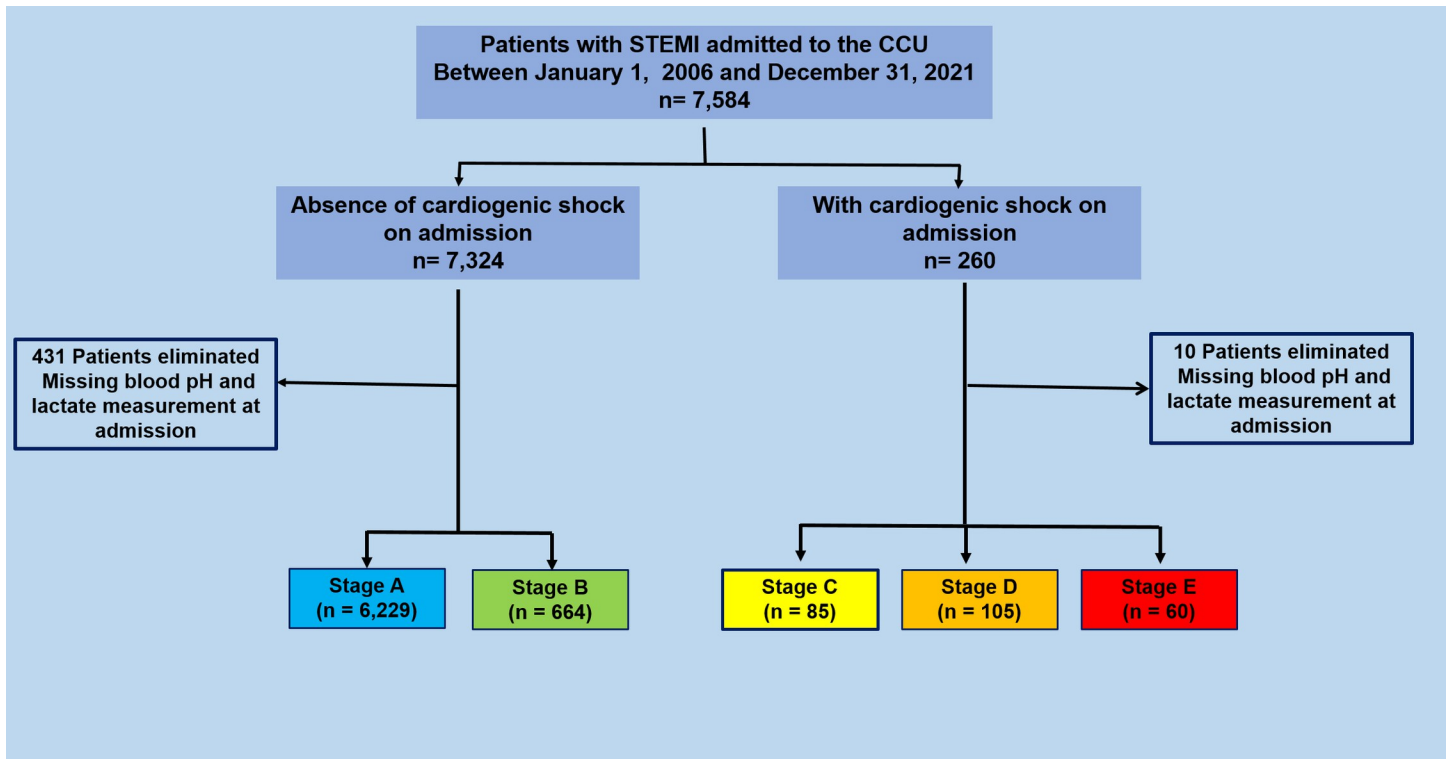 Patients with STEMI admitted to the CCU
Between January 1, 2006 and December 31, 2021
n= 7,584
Absence of cardiogenic shock
on admission
n= 7,324
With cardiogenic shock on
admission
n= 260
431 Patients eliminated
Missing blood pH and
lactate measurement at
admission
10 Patients eliminated
Missing blood pH and
lactate measurement at
admission
Stage A
(n = 6,229)
Stage B
(n = 664)
Stage C
(n = 85)
Stage D
(n = 105)
Stage E
(n = 60)